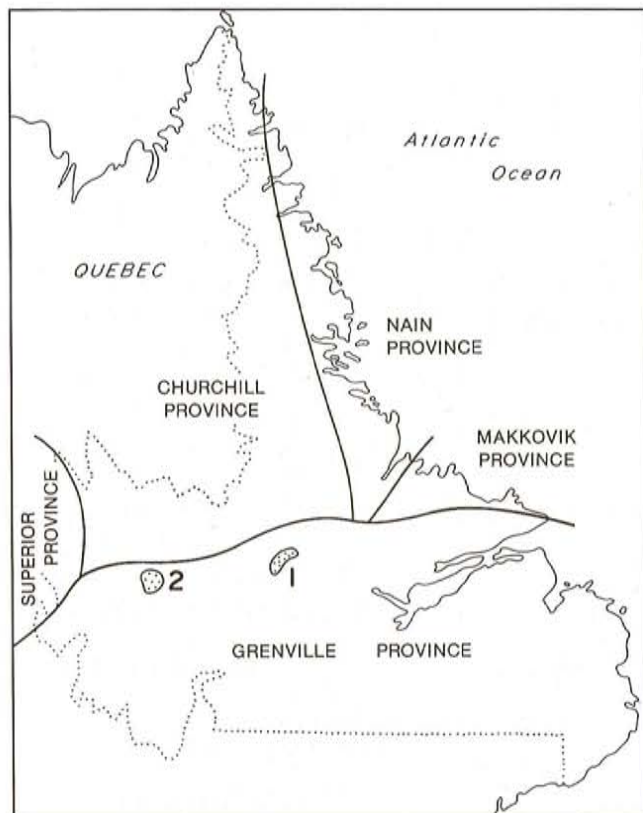 Atlantic
Ocean
QUEBEC
NAIN
PROVINCE
CHURCHILL
PROVINCE
MAKKOVIK
PROVINCE
SUPERIOR
PROVINCE
2
1
GRENVILLE PROVINCE